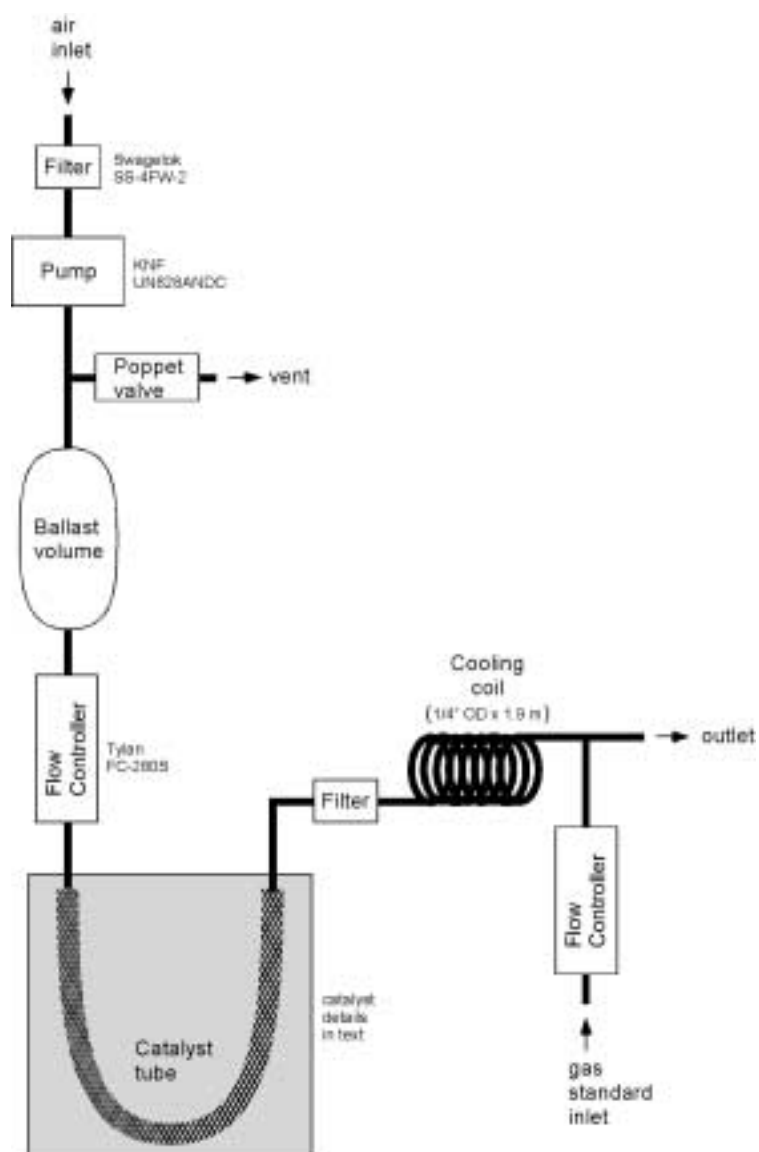 air
inlet
Filter
Swagelok
SS-4FW-2
Pump
KNF
UN828ANDC
Poppet
valve
vent
Ballast
volume
Flow
Controller
Tylan
FC-280S
Cooling
coil
(1/4" OD x 1.9 m)
outlet
Filter
Flow
Controller
catalyst
details
in text
Catalyst
tube
gas
standard
inlet